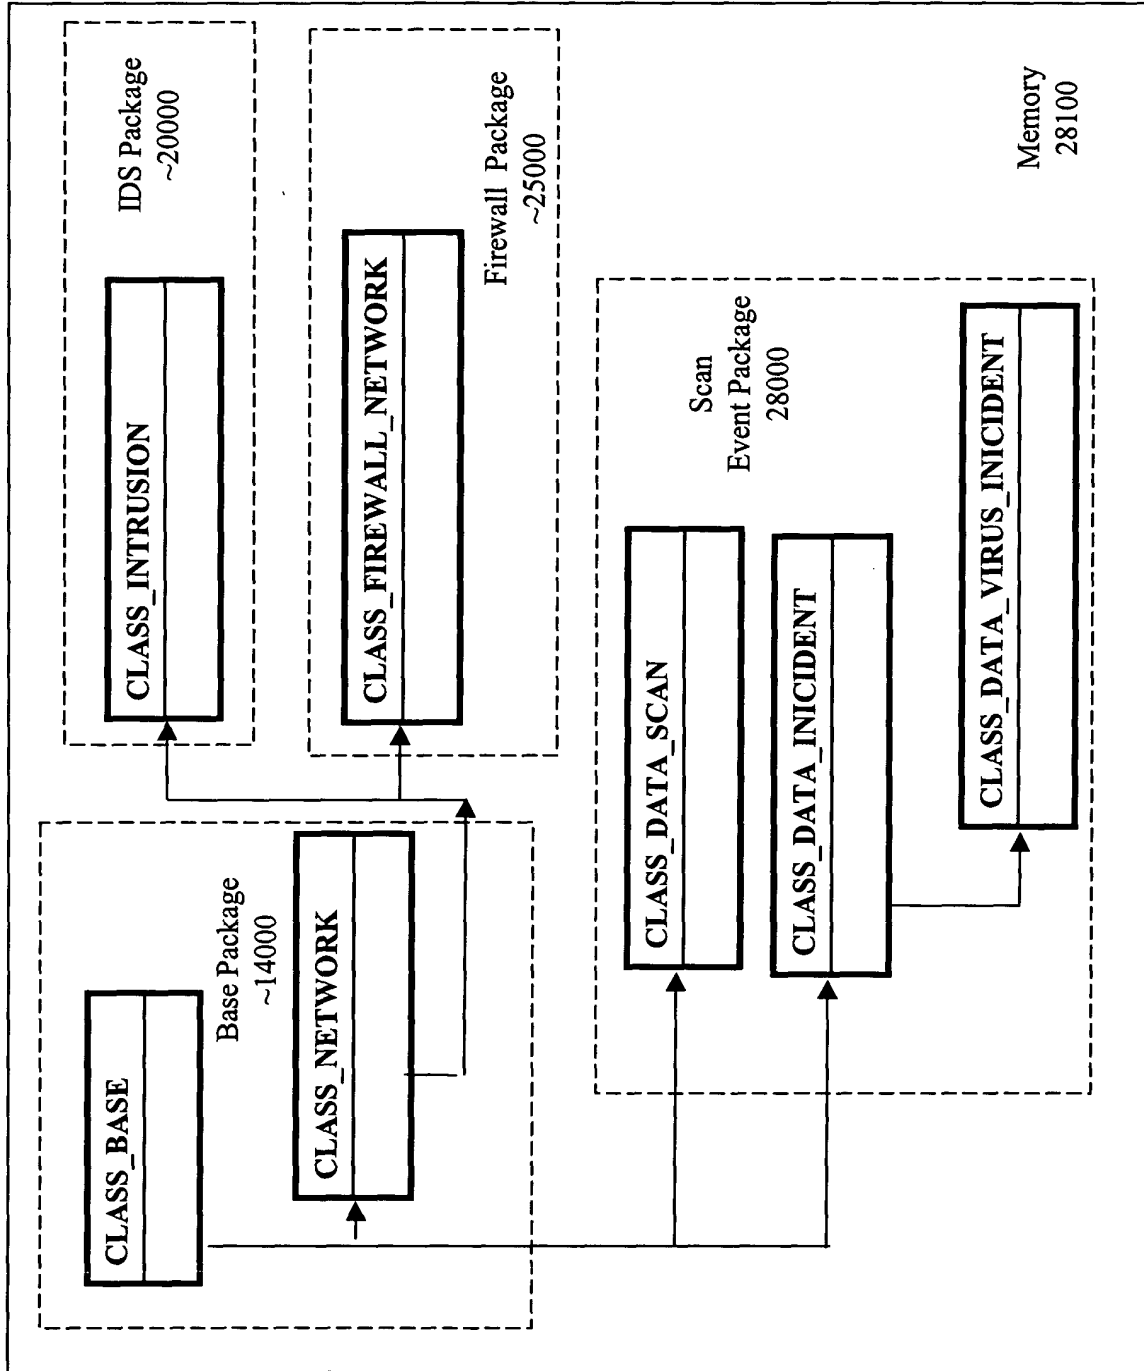 CLASS_BASE
Base Package
~14000
CLASS_NETWORK
CLASS_INTRUSION
IDS Package
~20000
CLASS_FIREWALL_NETWORK
Firewall Package
~25000
CLASS_DATA_SCAN
Scan
Event Package
28000
CLASS_DATA_INICIDENT
CLASS_DATA_VIRUS_INICIDENT
Memory
28100